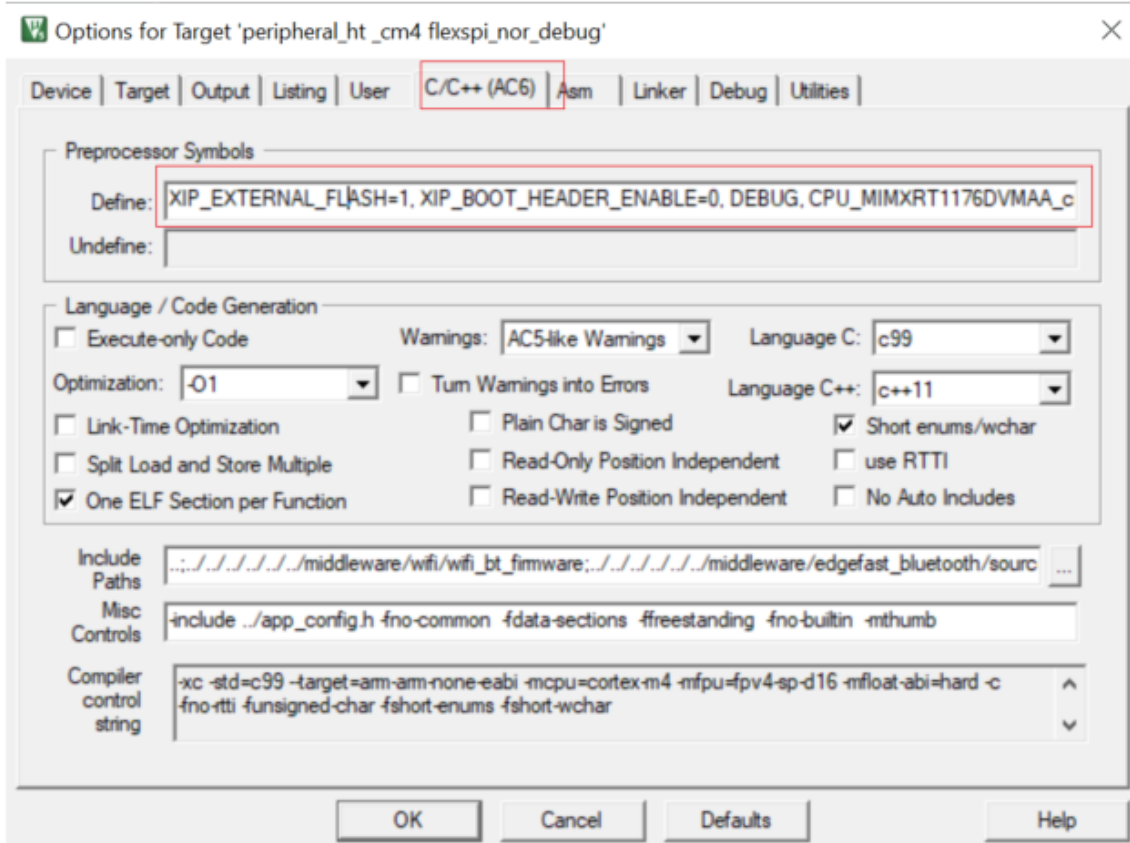 Options for Target 'peripheral_ht _cm4 flexspi_nor_debug'
Device Target Output Listing User C/C++ (AC6) Asm Linker Debug Utilities
Preprocessor Symbols
Define: XIP_EXTERNAL_FLASH=1, XIP_BOOT_HEADER_ENABLE=0, DEBUG, CPU_MIMXRT1176DVMAA_c
Undefine:
Language / Code Generation
Execute-only Code Warnings: AC5-like Warnings Language C: c99
Optimization: -O1 Turn Warnings into Errors Language C++: c++11
Link-Time Optimization Plain Char is Signed Short enums/wchar
Split Load and Store Multiple Read-Only Position Independent use RTTI
One ELF Section per Function Read-Write Position Independent No Auto Includes
Include Paths ..;../../../../../../middleware/wifi/wifi_bt_firmware;../../../../../../middleware/edgefast_bluetooth/sourc ...
Misc Controls -include ../app_config.h -fno-common -fdata-sections -ffreestanding -fno-builtin -mthumb
Compiler control string -xc -std=c99 --target=arm-arm-none-eabi -mcpu=cortex-m4 -mfpu=fpv4-sp-d16 -mfloat-abi=hard -c
-fno-rtti -funsigned-char -fshort-enums -fshort-wchar
OK Cancel Defaults Help